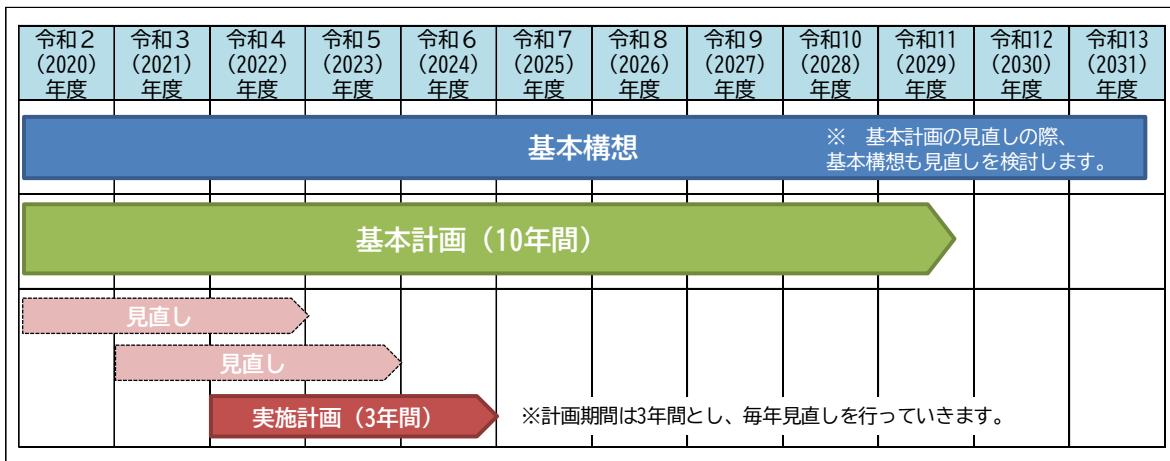 令和２ 令和３ 令和４ 令和５ 令和６ 令和７ 令和８ 令和９ 令和10 令和11 令和12 令和13
（2020） （2021） （2022） （2023） （2024） （2025） （2026） （2027） （2028） （2029） （2030） （2031）
年度 年度 年度 年度 年度 年度 年度 年度 年度 年度 年度 年度
基本構想
※　基本計画の見直しの際、
基本構想も見直しを検討します。
基本計画（10年間）
見直し
見直し
実施計画（3年間）
※計画期間は3年間とし、毎年見直しを行っていきます。